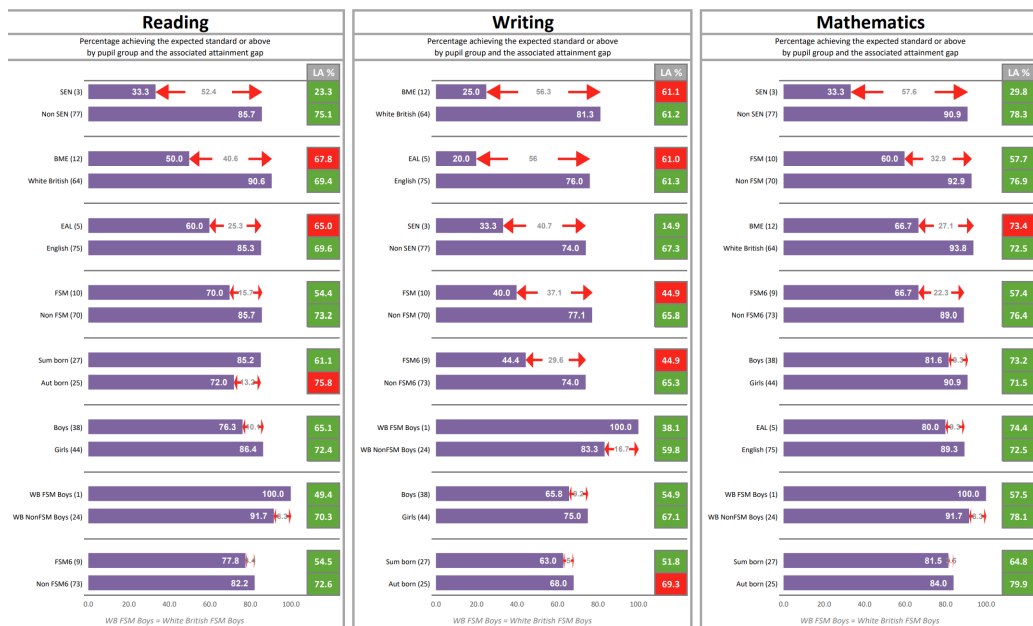 Reading
Percentage achieving the expected standard or above
by pupil group and the associated attainment gap
LA %
SEN (3) 33.3 52.4 23.3
Non SEN (77) 85.7 75.1
BME (12) 50.0 40.6 67.8
White British (64) 90.6 69.4
EAL (5) 60.0 25.3 65.0
English (75) 85.3 69.6
FSM (10) 70.0 15.7 54.4
Non FSM (70) 85.7 73.2
Sum born (27) 85.2 61.1
Aut born (25) 72.0 13.2 75.8
Boys (38) 76.3 10.1 65.1
Girls (44) 86.4 72.4
WB FSM Boys (1) 100.0 49.4
WB NonFSM Boys (24) 91.7 8.3 70.3
FSM6 (9) 77.8 54.5
Non FSM6 (73) 82.2 72.6
0.0 20.0 40.0 60.0 80.0 100.0
WB FSM Boys = White British FSM Boys
Writing
Percentage achieving the expected standard or above
by pupil group and the associated attainment gap
LA %
BME (12) 25.0 56.3 61.1
White British (64) 81.3 61.2
EAL (5) 20.0 56 61.0
English (75) 76.0 61.3
SEN (3) 33.3 40.7 14.9
Non SEN (77) 74.0 67.3
FSM (10) 40.0 37.1 44.9
Non FSM (70) 77.1 65.8
FSM6 (9) 44.4 29.6 44.9
Non FSM6 (73) 74.0 65.3
WB FSM Boys (1) 100.0 38.1
WB NonFSM Boys (24) 83.3 16.7 59.8
Boys (38) 65.8 9.2 54.9
Girls (44) 75.0 67.1
Sum born (27) 63.0 5 51.8
Aut born (25) 68.0 69.3
0.0 20.0 40.0 60.0 80.0 100.0
WB FSM Boys = White British FSM Boys
Mathematics
Percentage achieving the expected standard or above
by pupil group and the associated attainment gap
LA %
SEN (3) 33.3 57.6 29.8
Non SEN (77) 90.9 78.3
FSM (10) 60.0 32.9 57.7
Non FSM (70) 92.9 76.9
BME (12) 66.7 27.1 73.4
White British (64) 93.8 72.5
FSM6 (9) 66.7 22.3 57.4
Non FSM6 (73) 89.0 76.4
Boys (38) 81.6 9.3 73.2
Girls (44) 90.9 71.5
EAL (5) 80.0 9.3 74.4
English (75) 89.3 72.5
WB FSM Boys (1) 100.0 57.5
WB NonFSM Boys (24) 91.7 8.3 78.1
Sum born (27) 81.5 64.8
Aut born (25) 84.0 79.9
0.0 20.0 40.0 60.0 80.0 100.0
WB FSM Boys = White British FSM Boys